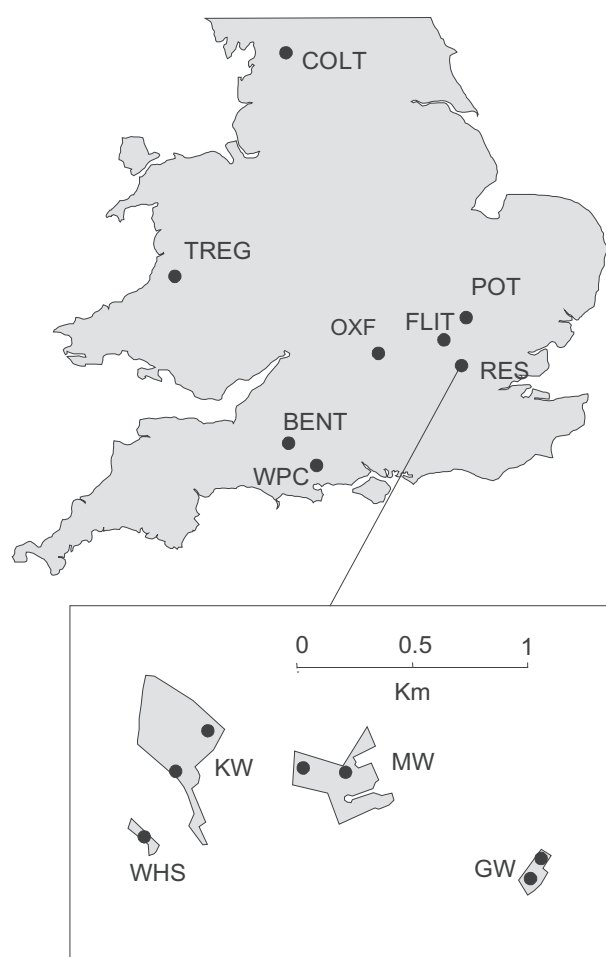 COLT
TREG
POT
OXF
FLIT
RES
BENT
WPC
0 0.5 1
Km
KW
MW
WHS
GW